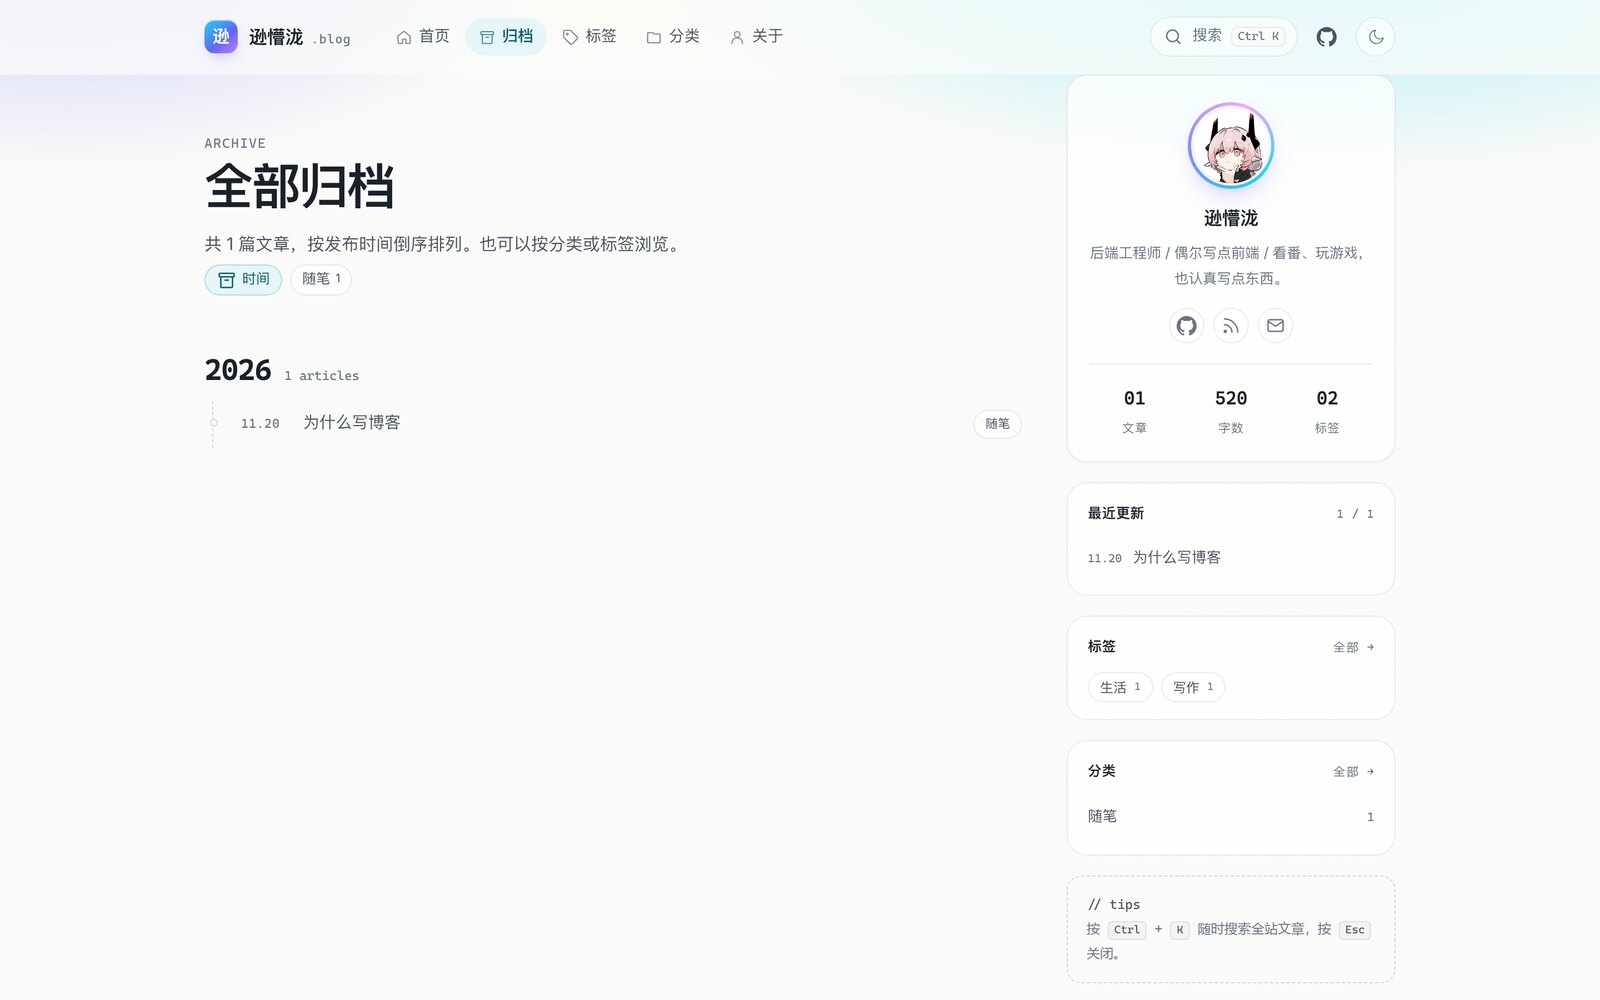 逊 逊懵泷 .blog 首页 归档 标签 分类 关于 搜索 Ctrl K
ARCHIVE
全部归档
共 1 篇文章，按发布时间倒序排列。也可以按分类或标签浏览。
时间 随笔 1
2026 1 articles
11.20 为什么写博客 随笔
逊懵泷
后端工程师 / 偶尔写点前端 / 看番、玩游戏，
也认真写点东西。
01 520 02
文章 字数 标签
最近更新 1 / 1
11.20 为什么写博客
标签 全部 →
生活 1 写作 1
分类 全部 →
随笔 1
// tips
按 Ctrl + K 随时搜索全站文章，按 Esc
关闭。